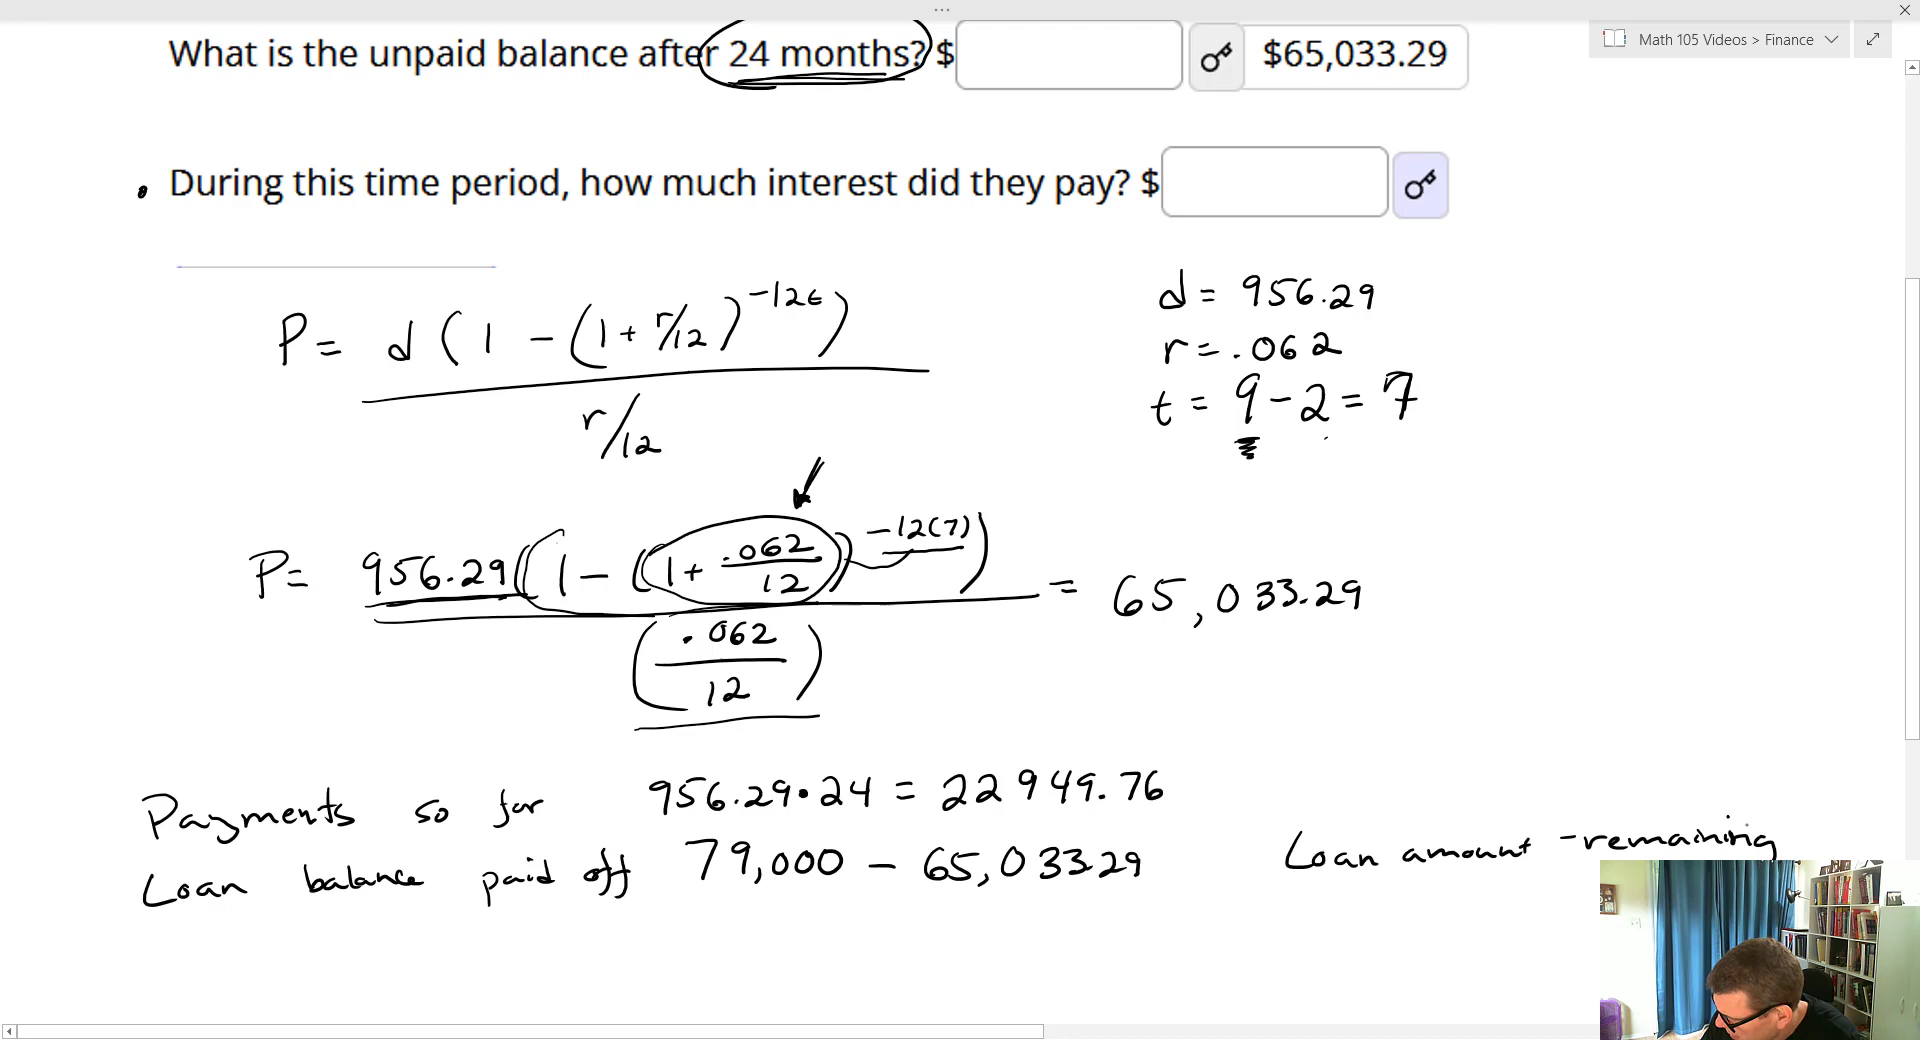 What is the unpaid balance after 24 months? $ $65,033.29
Math 105 Videos > Finance
During this time period, how much interest did they pay? $
P = d(1 - (1 + r/12)^-12t)
r/12
d = 956.29
r = .062
t = 9 - 2 = 7
P = 956.29(1 - (1 + .062/12)^-12(7)) = 65,033.29
(.062/12)
Payments so far 956.29 • 24 = 22949.76
Loan balance paid off 79,000 - 65,033.29
Loan amount - remaining